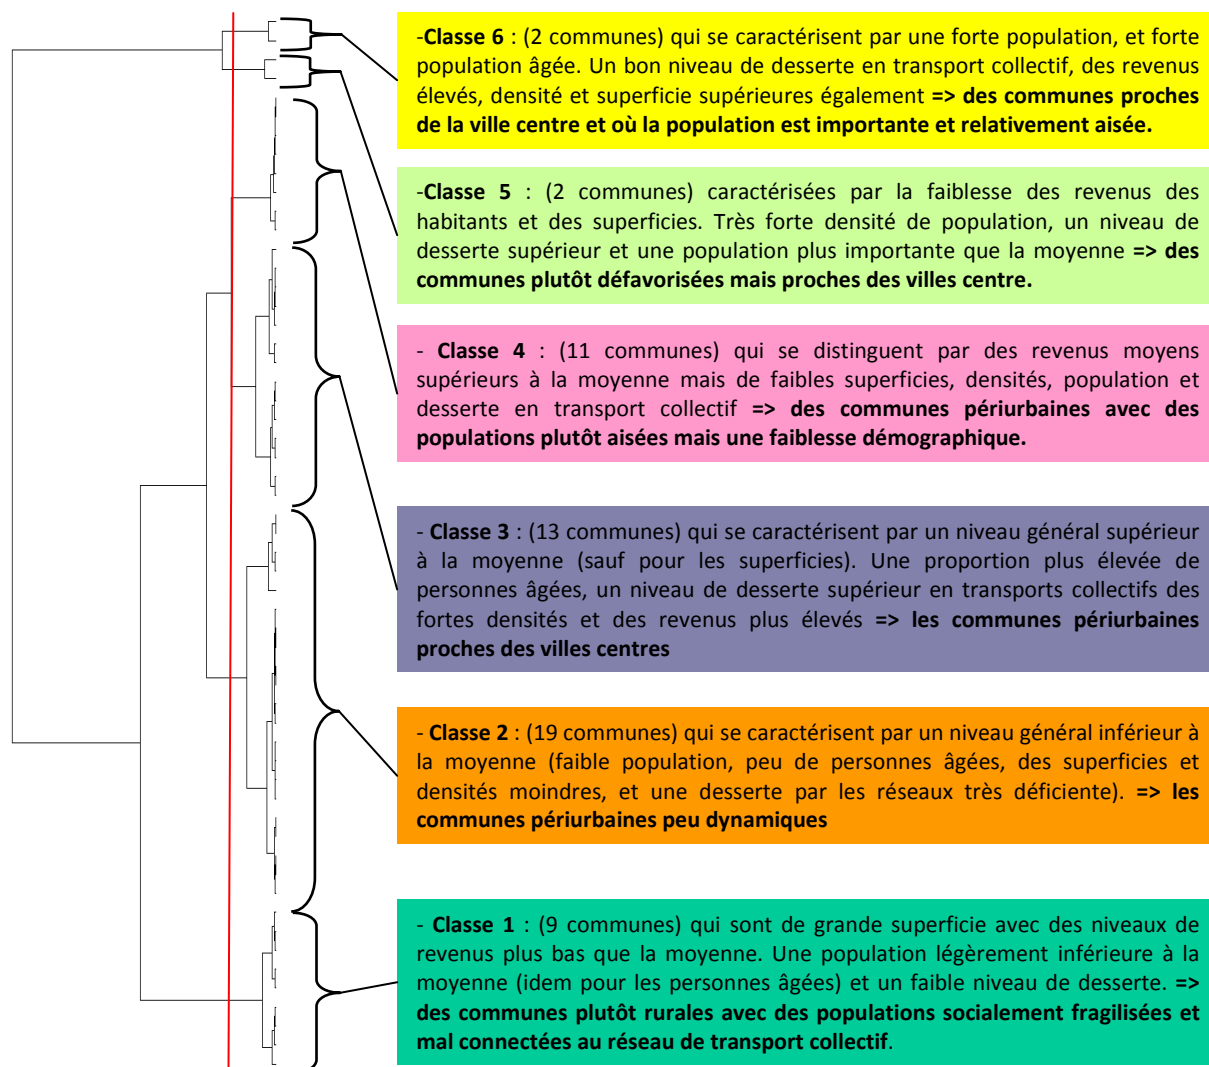 -Classe 6 : (2 communes) qui se caractérisent par une forte population, et forte
population âgée. Un bon niveau de desserte en transport collectif, des revenus
élevés, densité et superficie supérieures également => des communes proches
de la ville centre et où la population est importante et relativement aisée.
-Classe 5 : (2 communes) caractérisées par la faiblesse des revenus des
habitants et des superficies. Très forte densité de population, un niveau de
desserte supérieur et une population plus importante que la moyenne => des
communes plutôt défavorisées mais proches des villes centre.
- Classe 4 : (11 communes) qui se distinguent par des revenus moyens
supérieurs à la moyenne mais de faibles superficies, densités, population et
desserte en transport collectif => des communes périurbaines avec des
populations plutôt aisées mais une faiblesse démographique.
- Classe 3 : (13 communes) qui se caractérisent par un niveau général supérieur
à la moyenne (sauf pour les superficies). Une proportion plus élevée de
personnes âgées, un niveau de desserte supérieur en transports collectifs des
fortes densités et des revenus plus élevés => les communes périurbaines
proches des villes centres
- Classe 2 : (19 communes) qui se caractérisent par un niveau général inférieur à
la moyenne (faible population, peu de personnes âgées, des superficies et
densités moindres, et une desserte par les réseaux très déficiente). => les
communes périurbaines peu dynamiques
- Classe 1 : (9 communes) qui sont de grande superficie avec des niveaux de
revenus plus bas que la moyenne. Une population légèrement inférieure à la
moyenne (idem pour les personnes âgées) et un faible niveau de desserte. =>
des communes plutôt rurales avec des populations socialement fragilisées et
mal connectées au réseau de transport collectif.